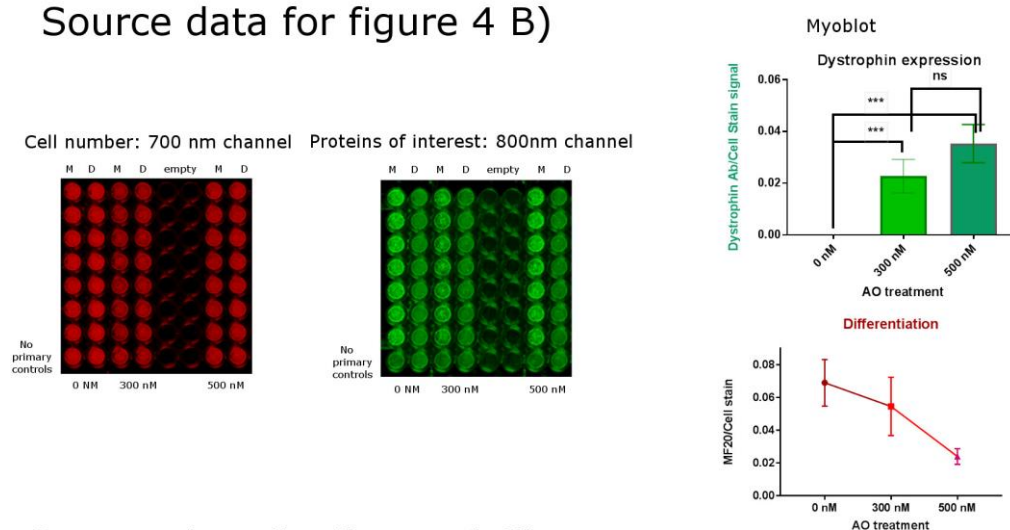 Source data for figure 4 B)
Cell number: 700 nm channel
M D M D empty M D
No
primary
controls
0 NM 300 nM 500 nM
Proteins of interest: 800nm channel
M D M D empty M D
No
primary
controls
0 NM 300 nM 500 nM
Myoblot
Dystrophin expression
ns
***
***
Dystrophin Ab/Cell Stain signal
0.06
0.04
0.02
0.00
0 nM 300 nM 500 nM
AO treatment
Differentiation
MF20/Cell stain
0.08
0.06
0.04
0.02
0.00
0 nM 300 nM 500 nM
AO treatment